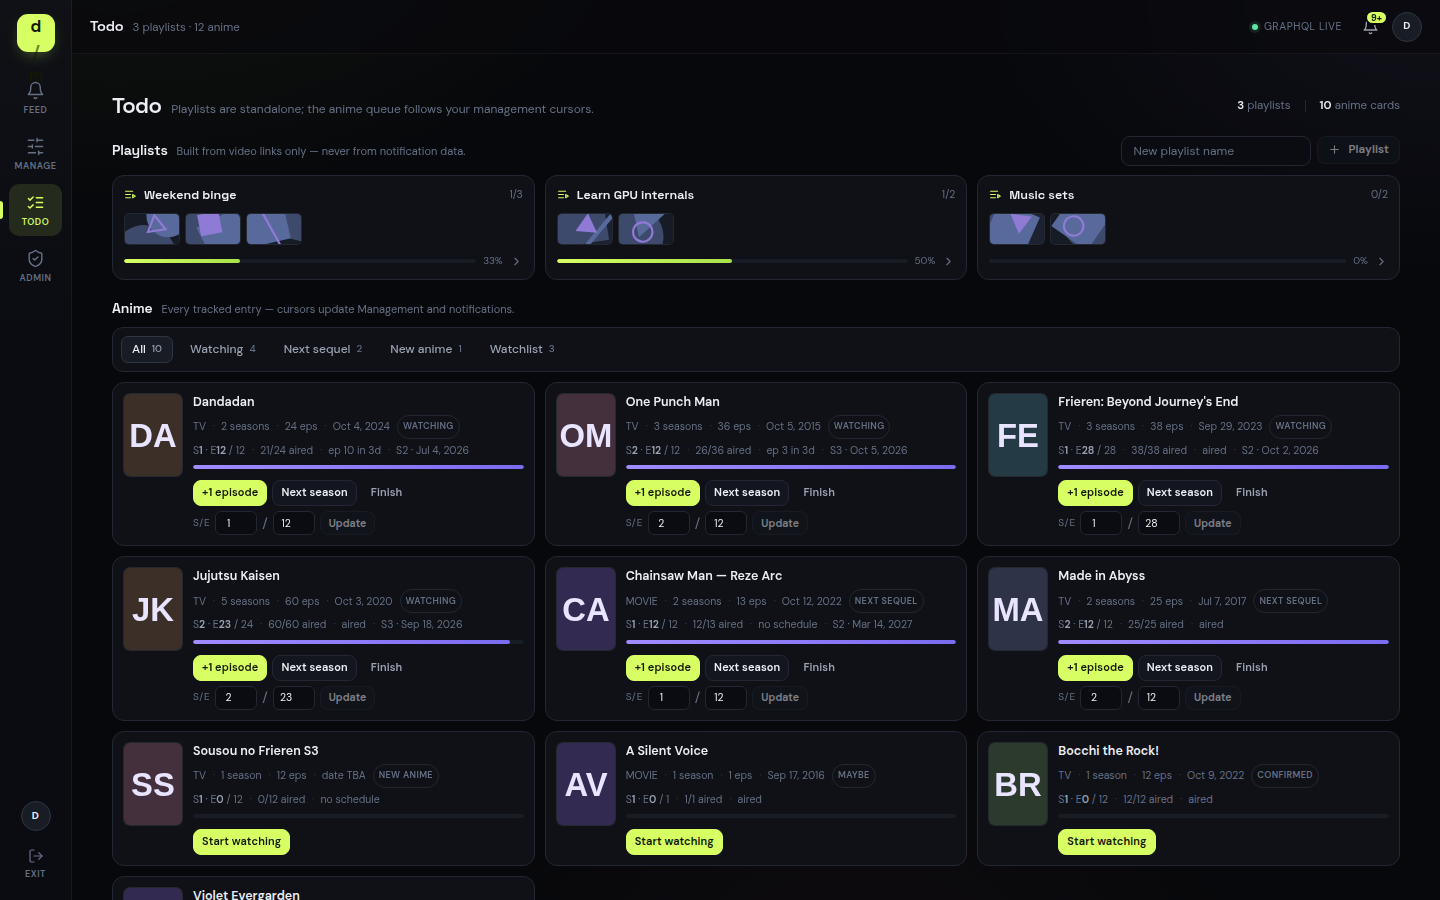 d
/
FEED
MANAGE
TODO
ADMIN
D
EXIT
Todo 3 playlists · 12 anime
GRAPHQL LIVE 9+ D
Todo Playlists are standalone; the anime queue follows your management cursors.
3 playlists 10 anime cards
Playlists Built from video links only — never from notification data.
New playlist name + Playlist
Weekend binge 1/3
33%
Learn GPU internals 1/2
50%
Music sets 0/2
0%
Anime Every tracked entry — cursors update Management and notifications.
All 10 Watching 4 Next sequel 2 New anime 1 Watchlist 3
DA
Dandadan
TV · 2 seasons · 24 eps · Oct 4, 2024 WATCHING
S1 · E12 / 12 · 21/24 aired · ep 10 in 3d · S2 · Jul 4, 2026
+1 episode Next season Finish
S/E 1 / 12 Update
OM
One Punch Man
TV · 3 seasons · 36 eps · Oct 5, 2015 WATCHING
S2 · E12 / 12 · 26/36 aired · ep 3 in 3d · S3 · Oct 5, 2026
+1 episode Next season Finish
S/E 2 / 12 Update
FE
Frieren: Beyond Journey's End
TV · 3 seasons · 38 eps · Sep 29, 2023 WATCHING
S1 · E28 / 28 · 38/38 aired · aired · S2 · Oct 2, 2026
+1 episode Next season Finish
S/E 1 / 28 Update
JK
Jujutsu Kaisen
TV · 5 seasons · 60 eps · Oct 3, 2020 WATCHING
S2 · E23 / 24 · 60/60 aired · aired · S3 · Sep 18, 2026
+1 episode Next season Finish
S/E 2 / 23 Update
CA
Chainsaw Man — Reze Arc
MOVIE · 2 seasons · 13 eps · Oct 12, 2022 NEXT SEQUEL
S1 · E12 / 12 · 12/13 aired · no schedule · S2 · Mar 14, 2027
+1 episode Next season Finish
S/E 1 / 12 Update
MA
Made in Abyss
TV · 2 seasons · 25 eps · Jul 7, 2017 NEXT SEQUEL
S2 · E12 / 12 · 25/25 aired · aired
+1 episode Next season Finish
S/E 2 / 12 Update
SS
Sousou no Frieren S3
TV · 1 season · 12 eps · date TBA NEW ANIME
S1 · E0 / 12 · 0/12 aired · no schedule
Start watching
AV
A Silent Voice
MOVIE · 1 season · 1 eps · Sep 17, 2016 MAYBE
S1 · E0 / 1 · 1/1 aired · aired
Start watching
BR
Bocchi the Rock!
TV · 1 season · 12 eps · Oct 9, 2022 CONFIRMED
S1 · E0 / 12 · 12/12 aired · aired
Start watching
Violet Evergarden